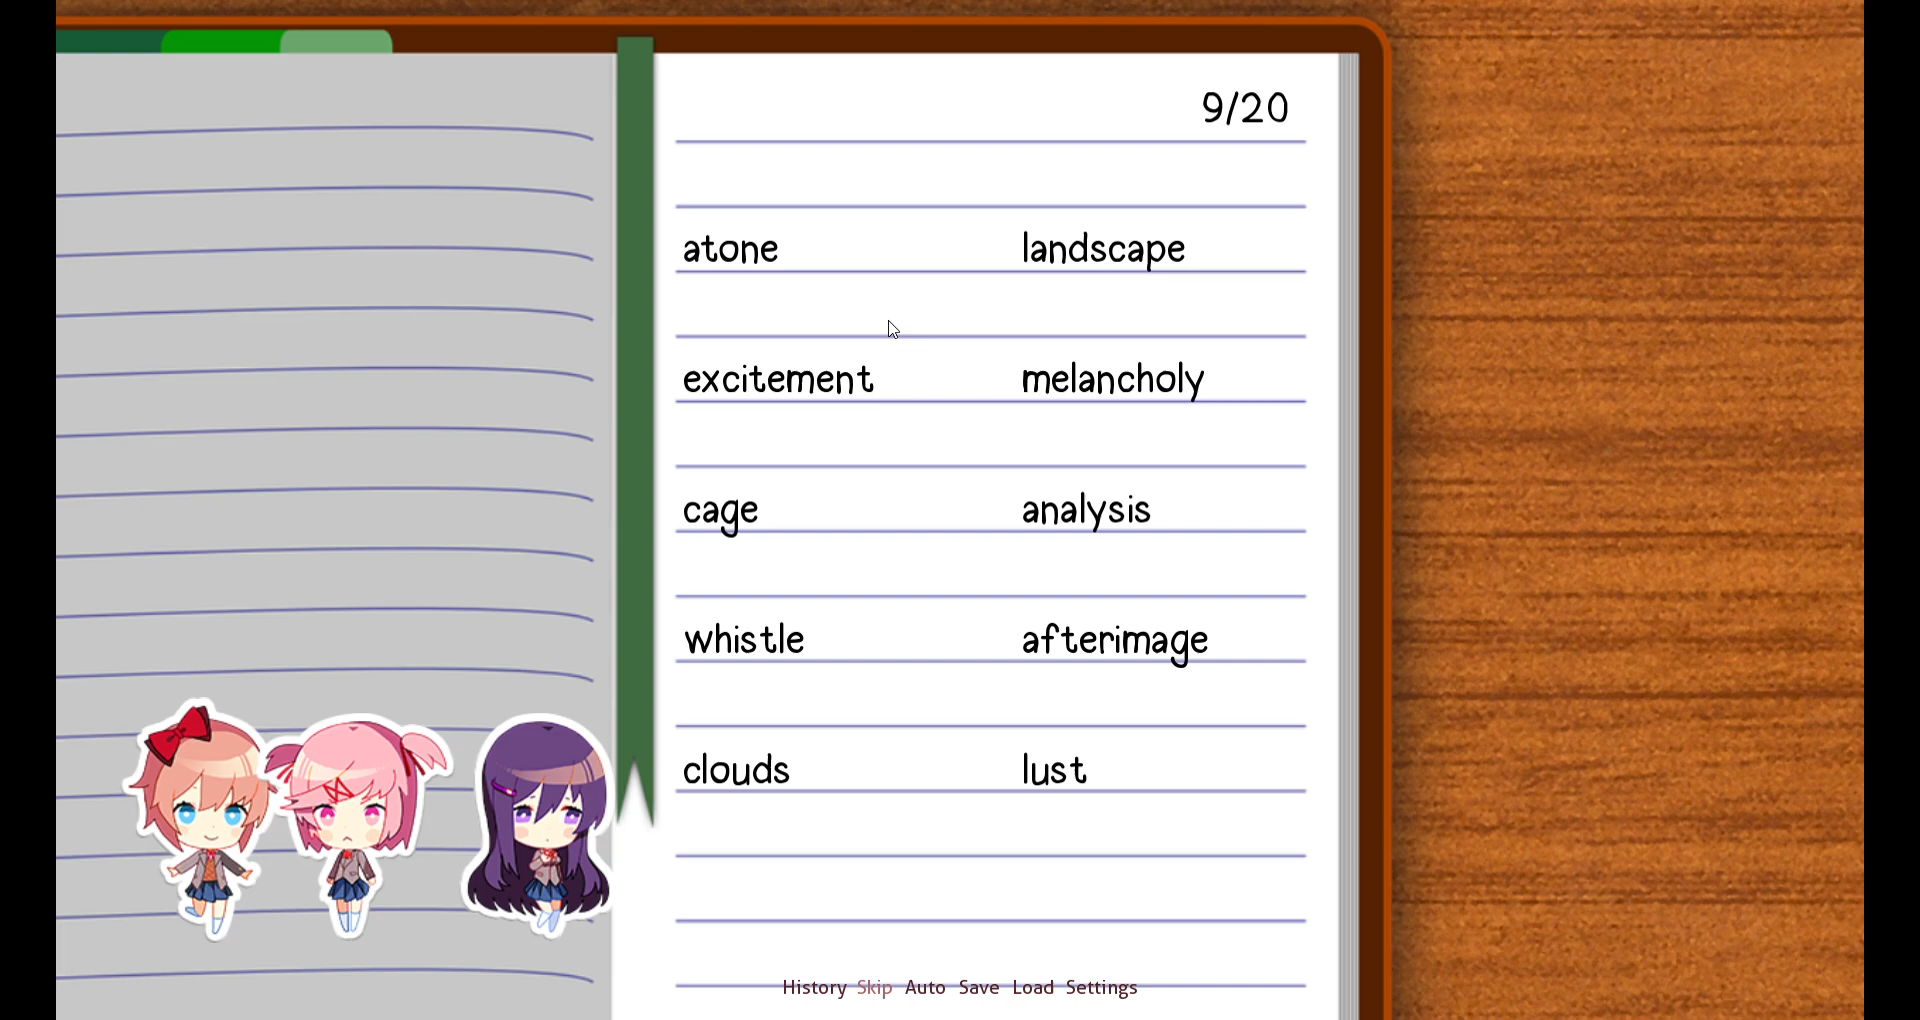 9/20
atone landscape
excitement melancholy
cage analysis
whistle afterimage
clouds lust
History Skip Auto Save Load Settings